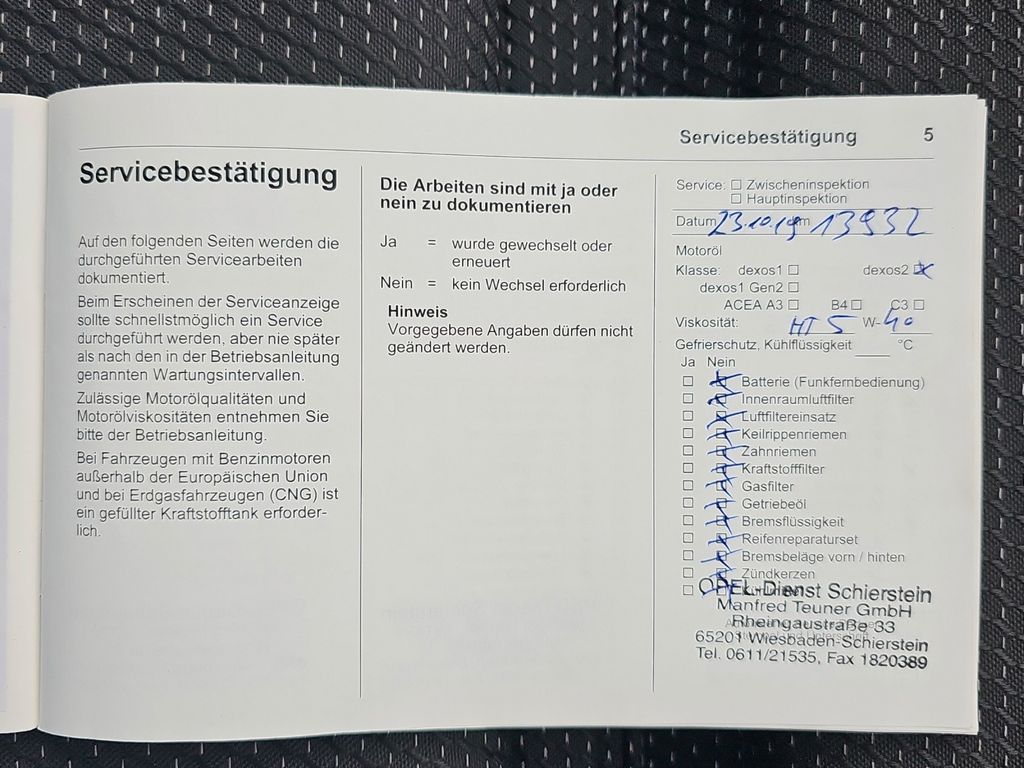 Servicebestätigung 5
Servicebestätigung
Auf den folgenden Seiten werden die
durchgeführten Servicearbeiten
dokumentiert.
Beim Erscheinen der Serviceanzeige
sollte schnellstmöglich ein Service
durchgeführt werden, aber nie später
als nach den in der Betriebsanleitung
genannten Wartungsintervallen.
Zulässige Motorölqualitäten und
Motorölviskositäten entnehmen Sie
bitte der Betriebsanleitung.
Bei Fahrzeugen mit Benzinmotoren
außerhalb der Europäischen Union
und bei Erdgasfahrzeugen (CNG) ist
ein gefüllter Kraftstofftank erforder-
lich.
Die Arbeiten sind mit ja oder
nein zu dokumentieren
Ja = wurde gewechselt oder
erneuert
Nein = kein Wechsel erforderlich
Hinweis
Vorgegebene Angaben dürfen nicht
geändert werden.
Service: ☐ Zwischeninspektion
☐ Hauptinspektion
Datum 23.10.19 km 13932
Motoröl
Klasse: dexos1 ☐ dexos2 ☒
dexos1 Gen2 ☐
ACEA A3 ☐ B4 ☐ C3 ☐
Viskosität: HT 5 W-40
Gefrierschutz, Kühlflüssigkeit ____ °C
Ja Nein
☐ ☒ Batterie (Funkfernbedienung)
☐ ☒ Innenraumluftfilter
☐ ☒ Luftfiltereinsatz
☐ ☒ Keilrippenriemen
☐ ☒ Zahnriemen
☐ ☒ Kraftstofffilter
☐ ☒ Gasfilter
☐ ☒ Getriebeöl
☐ ☒ Bremsflüssigkeit
☐ ☒ Reifenreparaturset
☐ ☒ Bremsbeläge vorn / hinten
☐ ☒ Zündkerzen
OPEL-Dienst Schierstein
Manfred Teuner GmbH
Rheingaustraße 33
65201 Wiesbaden-Schierstein
Tel. 0611/21535, Fax 1820389